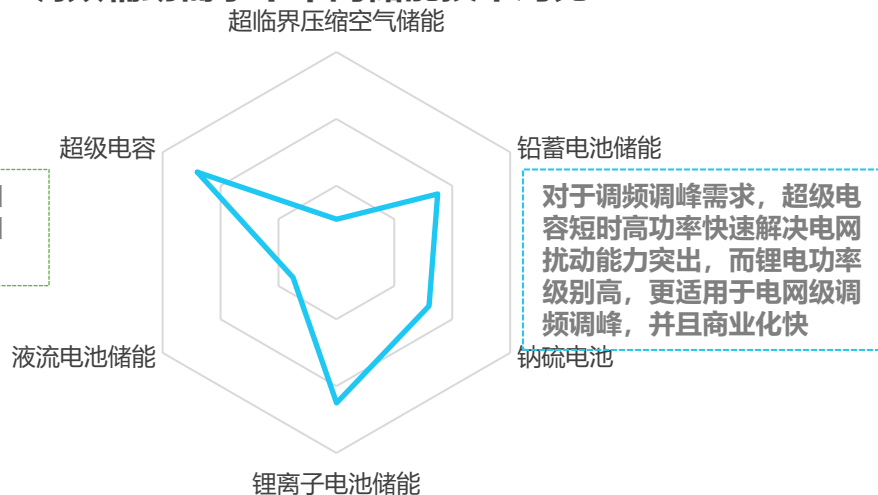 超临界压缩空气储能
超级电容
铅蓄电池储能
对于调频调峰需求，超级电
容短时高功率快速解决电网
扰动能力突出，而锂电功率
级别高，更适用于电网级调
频调峰，并且商业化快
液流电池储能
钠硫电池
锂离子电池储能